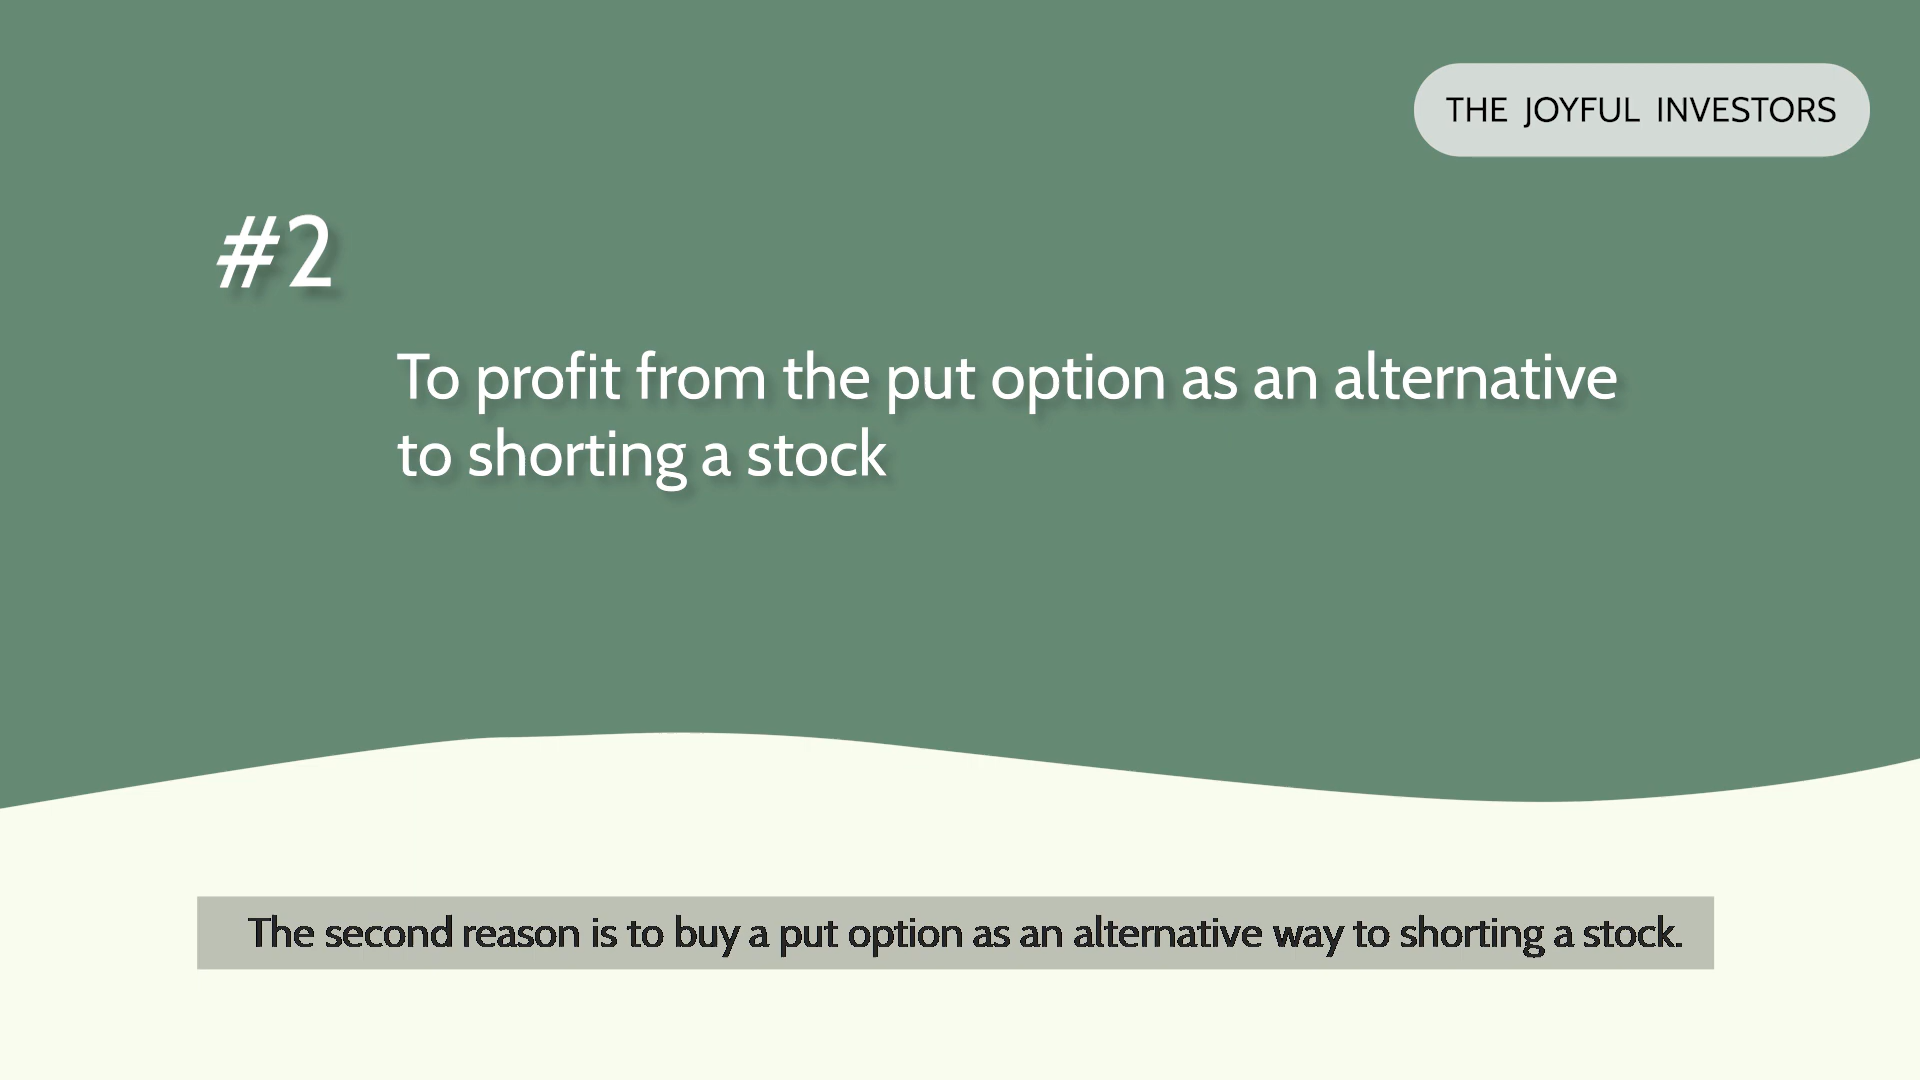 THE JOYFUL INVESTORS
#2
To profit from the put option as an alternative
to shorting a stock
The second reason is to buy a put option as an alternative way to shorting a stock.